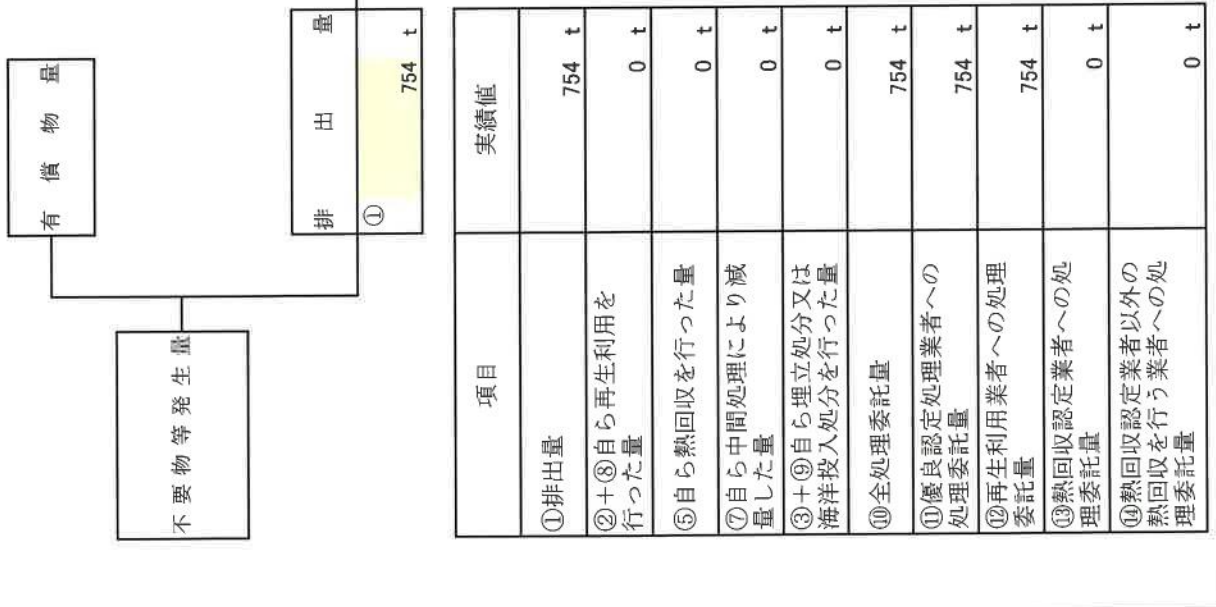 有償物量
不要物等発生量
排出量
①
754 t
項目 実績値
①排出量 754 t
②+⑧自ら再生利用を
行った量 0 t
⑤自ら熱回収を行った量 0 t
⑦自ら中間処理により減
量した量 0 t
③+⑨自ら埋立処分又は
海洋投入処分を行った量 0 t
⑩全処理委託量 754 t
⑪優良認定処理業者への
処理委託量 754 t
⑫再生利用業者への処理
委託量 754 t
⑬熱回収認定業者への処
理委託量 0 t
⑭熱回収認定業者以外の
熱回収を行う業者への処
理委託量 0 t